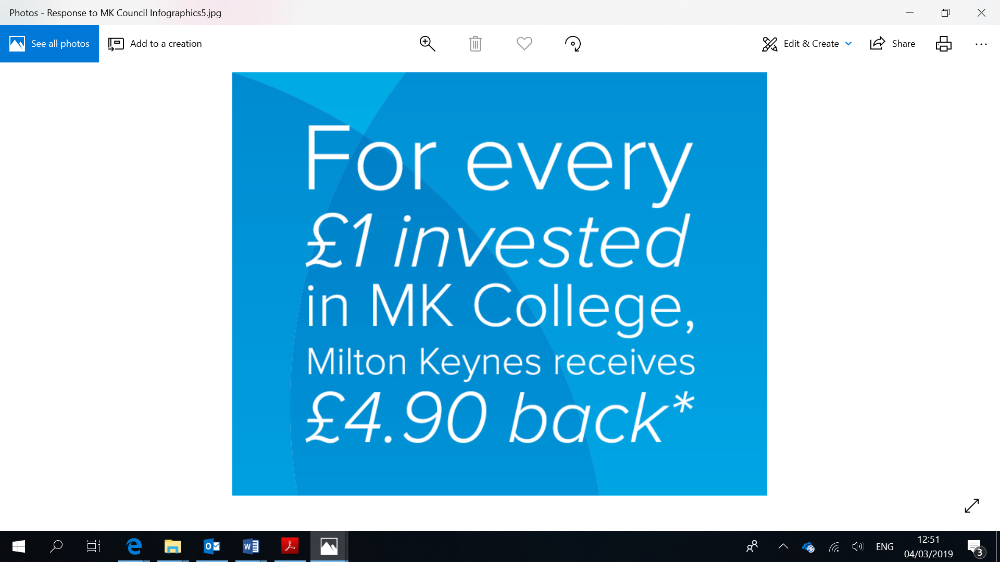 Photos - Response to MK Council Infographics5.jpg
See all photos
Add to a creation
Edit & Create
Share
For every
£1 invested
in MK College,
Milton Keynes receives
£4.90 back*
ENG
12:51
04/03/2019
3